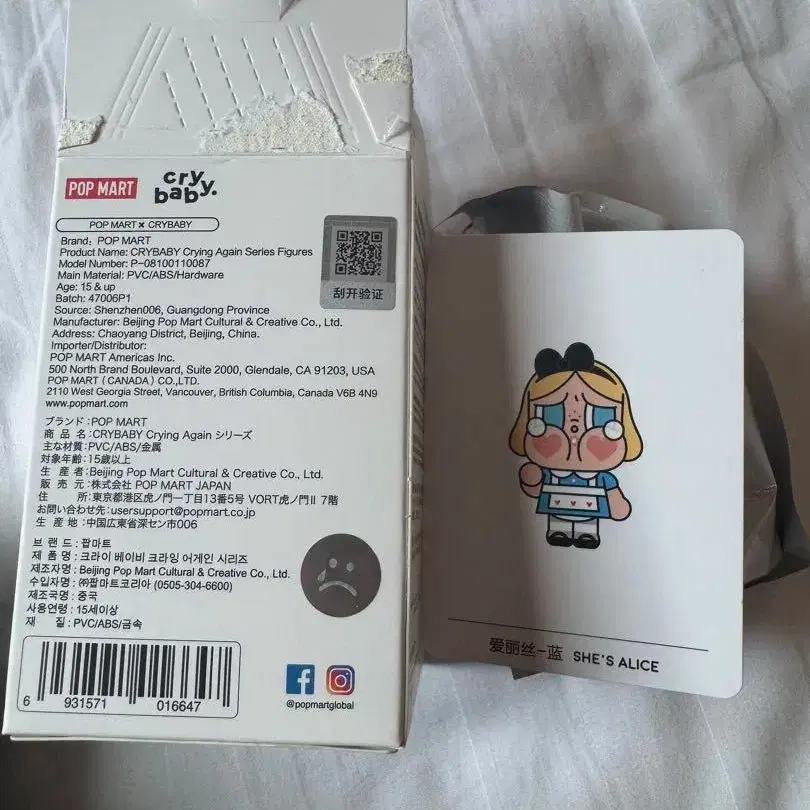 POP MART
cry
baby.
POP MART × CRYBABY
Brand: POP MART
Product Name: CRYBABY Crying Again Series Figures
Model Number: P-08100110087
Main Material: PVC/ABS/Hardware
Age: 15 & up
Batch: 47006P1
Source: Shenzhen006, Guangdong Province
Manufacturer: Beijing Pop Mart Cultural & Creative Co., Ltd.
Address: Chaoyang District, Beijing, China.
Importer/Distributor:
POP MART Americas Inc.
500 North Brand Boulevard, Suite 2000, Glendale, CA 91203, USA
POP MART (CANADA) CO.,LTD.
2110 West Georgia Street, Vancouver, British Columbia, Canada V6B 4N9
www.popmart.com
刮开验证
ブランド:POP MART
商 品 名:CRYBABY Crying Again シリーズ
主な材質:PVC/ABS/金属
対象年齢:15歳以上
生 産 者:Beijing Pop Mart Cultural & Creative Co., Ltd.
販 売 元:株式会社 POP MART JAPAN
住 所:東京都港区虎ノ門一丁目13番5号 VORT虎ノ門Ⅱ 7階
お問い合わせ先:usersupport@popmart.co.jp
生 産 地:中国広東省深セン市006
브 랜 드:팝마트
제 품 명:크라이 베이비 크라잉 어게인 시리즈
제조자명:Beijing Pop Mart Cultural & Creative Co., Ltd.
수입자명:㈜팝마트코리아 (0505-304-6600)
제조국명:중국
사용연령:15세이상
재 질:PVC/ABS/금속
6 931571 016647
@popmartglobal
爱丽丝-蓝 SHE'S ALICE